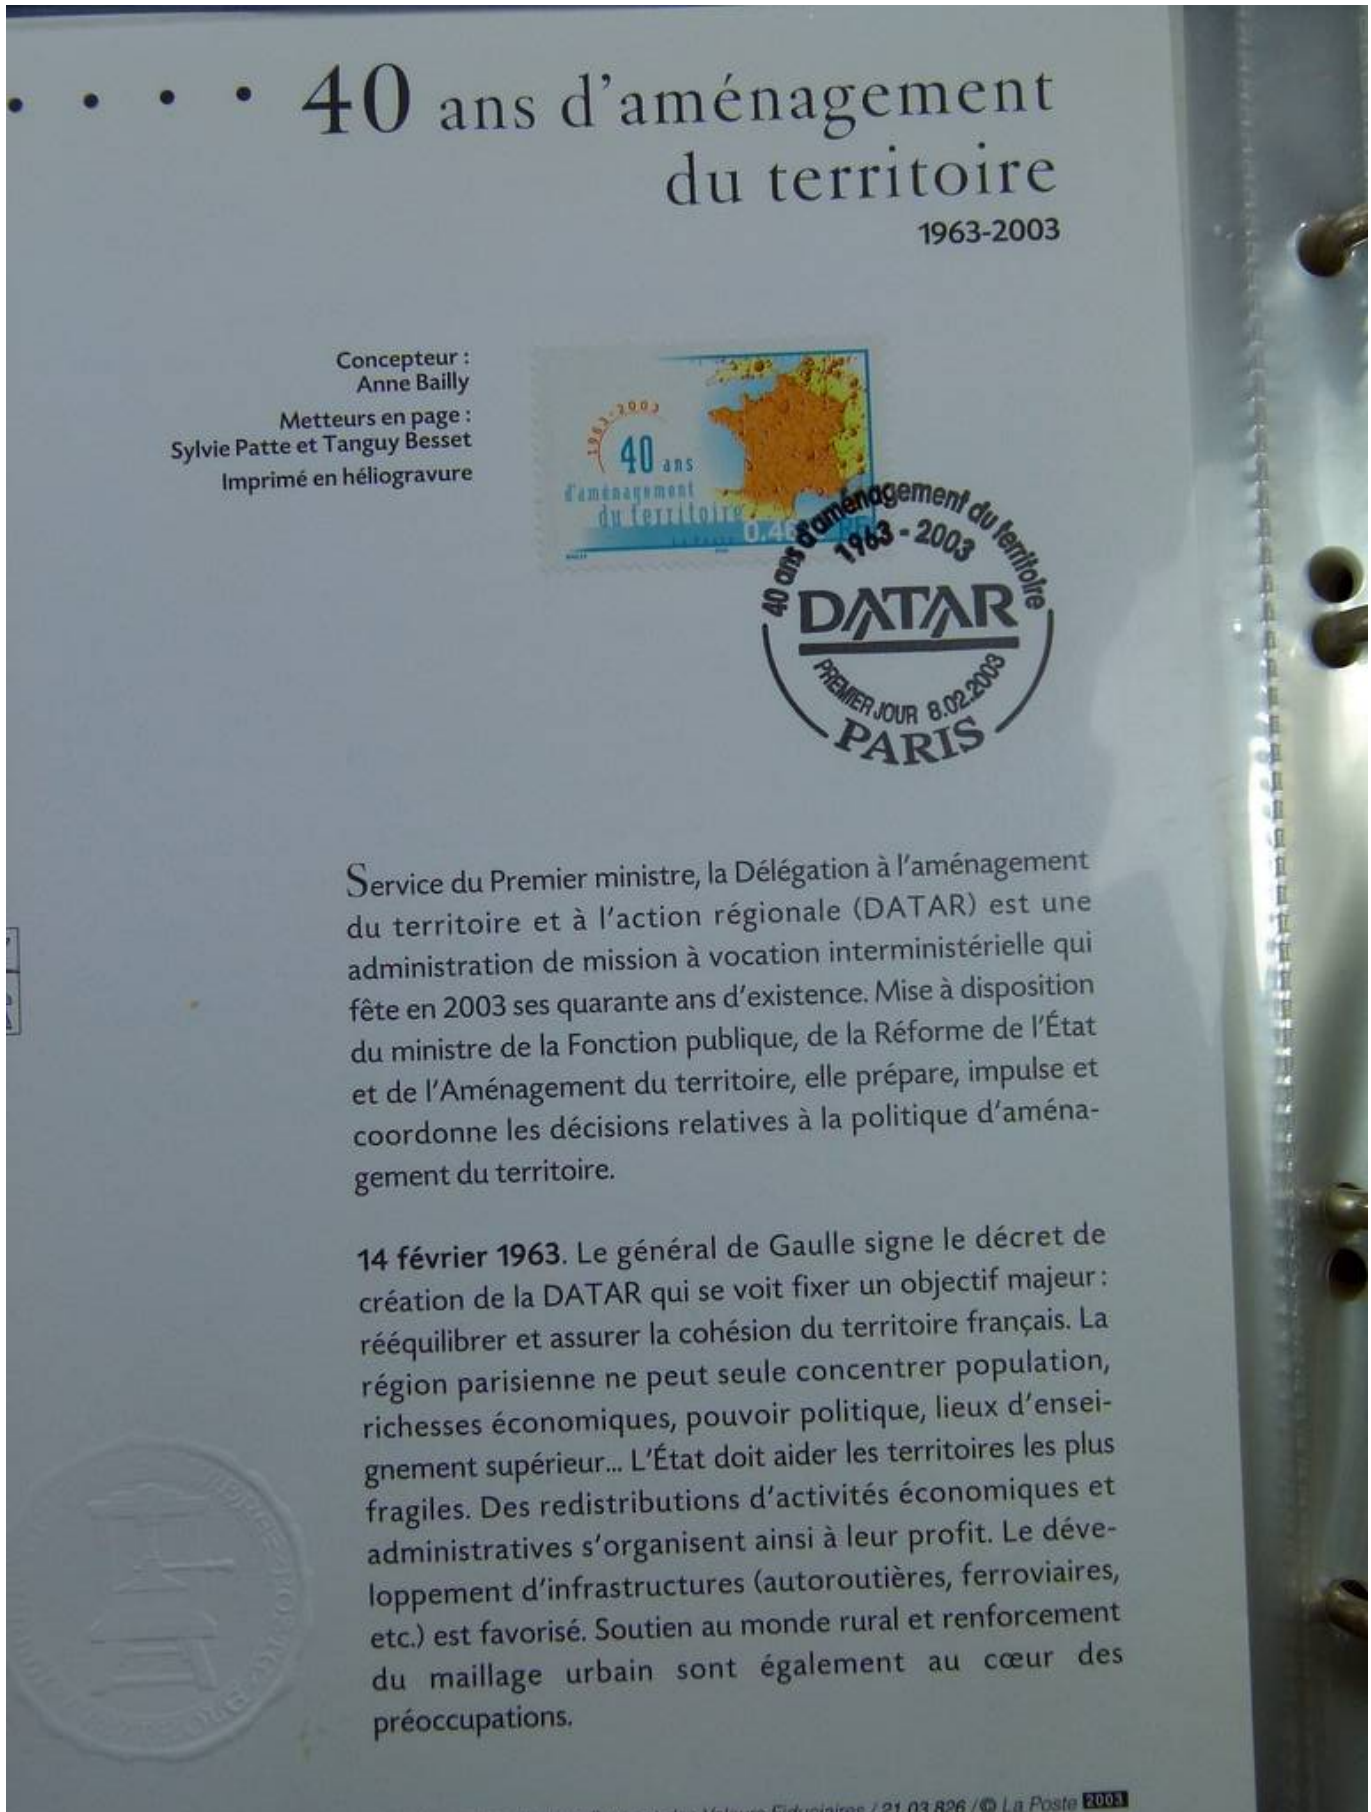 40 ans d'aménagement
du territoire
1963-2003
Concepteur :
Anne Bailly
Metteurs en page :
Sylvie Patte et Tanguy Besset
Imprimé en héliogravure
1963-2003
40 ans
d'aménagement
du territoire
0.46
40 ans d'aménagement du territoire
1963 - 2003
DATAR
PREMIER JOUR 8.02.2003
PARIS
Service du Premier ministre, la Délégation à l'aménagement
du territoire et à l'action régionale (DATAR) est une
administration de mission à vocation interministérielle qui
fête en 2003 ses quarante ans d'existence. Mise à disposition
du ministre de la Fonction publique, de la Réforme de l'État
et de l'Aménagement du territoire, elle prépare, impulse et
coordonne les décisions relatives à la politique d'aména-
gement du territoire.
14 février 1963. Le général de Gaulle signe le décret de
création de la DATAR qui se voit fixer un objectif majeur :
rééquilibrer et assurer la cohésion du territoire français. La
région parisienne ne peut seule concentrer population,
richesses économiques, pouvoir politique, lieux d'ensei-
gnement supérieur... L'État doit aider les territoires les plus
fragiles. Des redistributions d'activités économiques et
administratives s'organisent ainsi à leur profit. Le déve-
loppement d'infrastructures (autoroutières, ferroviaires,
etc.) est favorisé. Soutien au monde rural et renforcement
du maillage urbain sont également au cœur des
préoccupations.
21 03 826 / © La Poste 2003